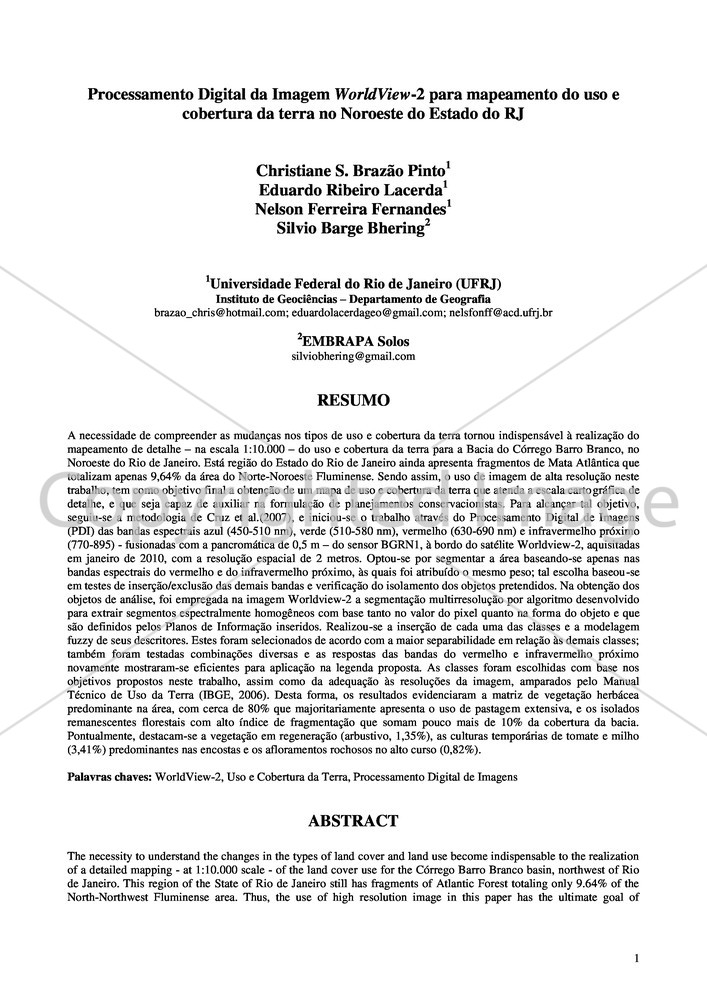 Processamento Digital da Imagem WorldView-2 para mapeamento do uso e
cobertura da terra no Noroeste do Estado do RJ
Christiane S. Brazão Pinto1
Eduardo Ribeiro Lacerda1
Nelson Ferreira Fernandes1
Silvio Barge Bhering2
1Universidade Federal do Rio de Janeiro (UFRJ)
Instituto de Geociências – Departamento de Geografia
brazao_chris@hotmail.com; eduardolacerdageo@gmail.com; nelsfonff@acd.ufrj.br
2EMBRAPA Solos
silviobhering@gmail.com
RESUMO
A necessidade de compreender as mudanças nos tipos de uso e cobertura da terra tornou indispensável à realização do
mapeamento de detalhe – na escala 1:10.000 – do uso e cobertura da terra para a Bacia do Córrego Barro Branco, no
Noroeste do Rio de Janeiro. Está região do Estado do Rio de Janeiro ainda apresenta fragmentos de Mata Atlântica que
totalizam apenas 9,64% da área do Norte-Noroeste Fluminense. Sendo assim, o uso de imagem de alta resolução neste
trabalho, tem como objetivo final a obtenção de um mapa de uso e cobertura da terra que atenda a escala cartográfica de
detalhe, e que seja capaz de auxiliar na formulação de planejamentos conservacionistas. Para alcançar tal objetivo,
seguiu-se a metodologia de Cruz et al.(2007), e iniciou-se o trabalho através do Processamento Digital de Imagens
(PDI) das bandas espectrais azul (450-510 nm), verde (510-580 nm), vermelho (630-690 nm) e infravermelho próximo
(770-895) - fusionadas com a pancromática de 0,5 m – do sensor BGRN1, à bordo do satélite Worldview-2, aquisitadas
em janeiro de 2010, com a resolução espacial de 2 metros. Optou-se por segmentar a área baseando-se apenas nas
bandas espectrais do vermelho e do infravermelho próximo, às quais foi atribuído o mesmo peso; tal escolha baseou-se
em testes de inserção/exclusão das demais bandas e verificação do isolamento dos objetos pretendidos. Na obtenção dos
objetos de análise, foi empregada na imagem Worldview-2 a segmentação multirresolução por algoritmo desenvolvido
para extrair segmentos espectralmente homogêneos com base tanto no valor do pixel quanto na forma do objeto e que
são definidos pelos Planos de Informação inseridos. Realizou-se a inserção de cada uma das classes e a modelagem
fuzzy de seus descritores. Estes foram selecionados de acordo com a maior separabilidade em relação às demais classes;
também foram testadas combinações diversas e as respostas das bandas do vermelho e infravermelho próximo
novamente mostraram-se eficientes para aplicação na legenda proposta. As classes foram escolhidas com base nos
objetivos propostos neste trabalho, assim como da adequação às resoluções da imagem, amparados pelo Manual
Técnico de Uso da Terra (IBGE, 2006). Desta forma, os resultados evidenciaram a matriz de vegetação herbácea
predominante na área, com cerca de 80% que majoritariamente apresenta o uso de pastagem extensiva, e os isolados
remanescentes florestais com alto índice de fragmentação que somam pouco mais de 10% da cobertura da bacia.
Pontualmente, destacam-se a vegetação em regeneração (arbustivo, 1,35%), as culturas temporárias de tomate e milho
(3,41%) predominantes nas encostas e os afloramentos rochosos no alto curso (0,82%).
Palavras chaves: WorldView-2, Uso e Cobertura da Terra, Processamento Digital de Imagens
ABSTRACT
The necessity to understand the changes in the types of land cover and land use become indispensable to the realization
of a detailed mapping - at 1:10.000 scale - of the land cover use for the Córrego Barro Branco basin, northwest of Rio
de Janeiro. This region of the State of Rio de Janeiro still has fragments of Atlantic Forest totaling only 9.64% of the
North-Northwest Fluminense area. Thus, the use of high resolution image in this paper has the ultimate goal of
1
Copyrighted Image